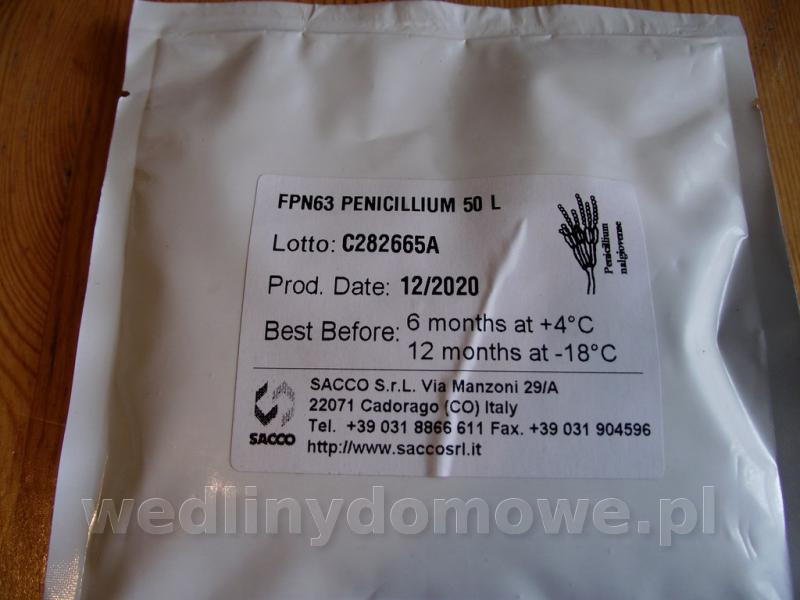 FPN63 PENICILLIUM 50 L
Penicillium
nalgiovense
Lotto: C282665A
Prod. Date: 12/2020
Best Before: 6 months at +4°C
12 months at -18°C
SACCO
SACCO S.r.L. Via Manzoni 29/A
22071 Cadorago (CO) Italy
Tel. +39 031 8866 611 Fax. +39 031 904596
http://www.saccosrl.it
wedlinydomowe.pl